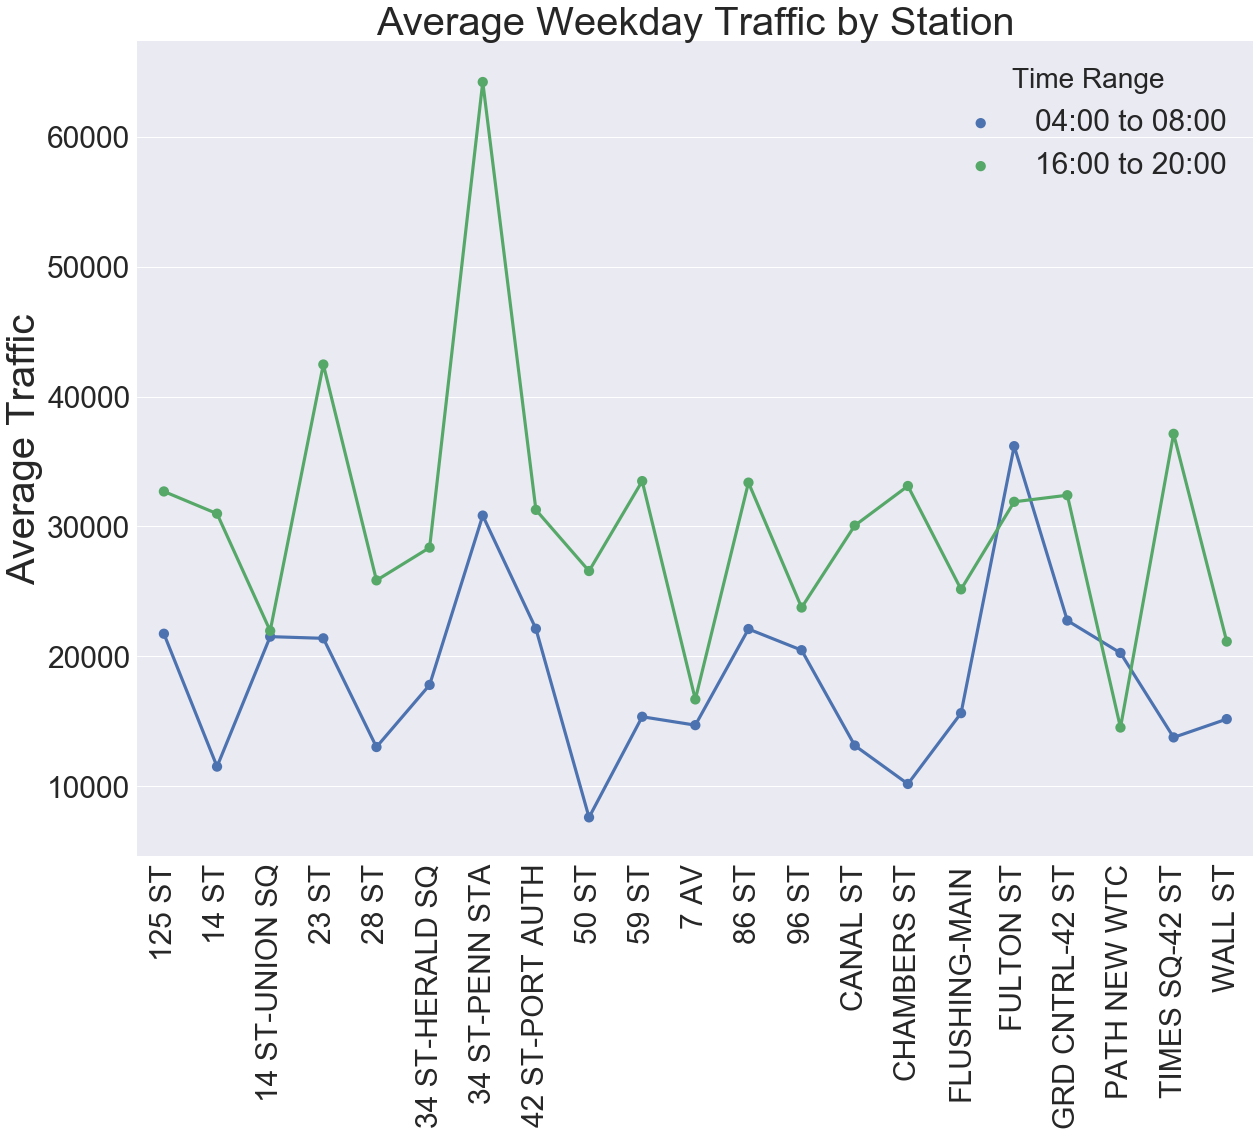 Average Weekday Traffic by Station
Time Range
04:00 to 08:00
16:00 to 20:00
Average Traffic
60000
50000
40000
30000
20000
10000
125 ST
14 ST
14 ST-UNION SQ
23 ST
28 ST
34 ST-HERALD SQ
34 ST-PENN STA
42 ST-PORT AUTH
50 ST
59 ST
7 AV
86 ST
96 ST
CANAL ST
CHAMBERS ST
FLUSHING-MAIN
FULTON ST
GRD CNTRL-42 ST
PATH NEW WTC
TIMES SQ-42 ST
WALL ST